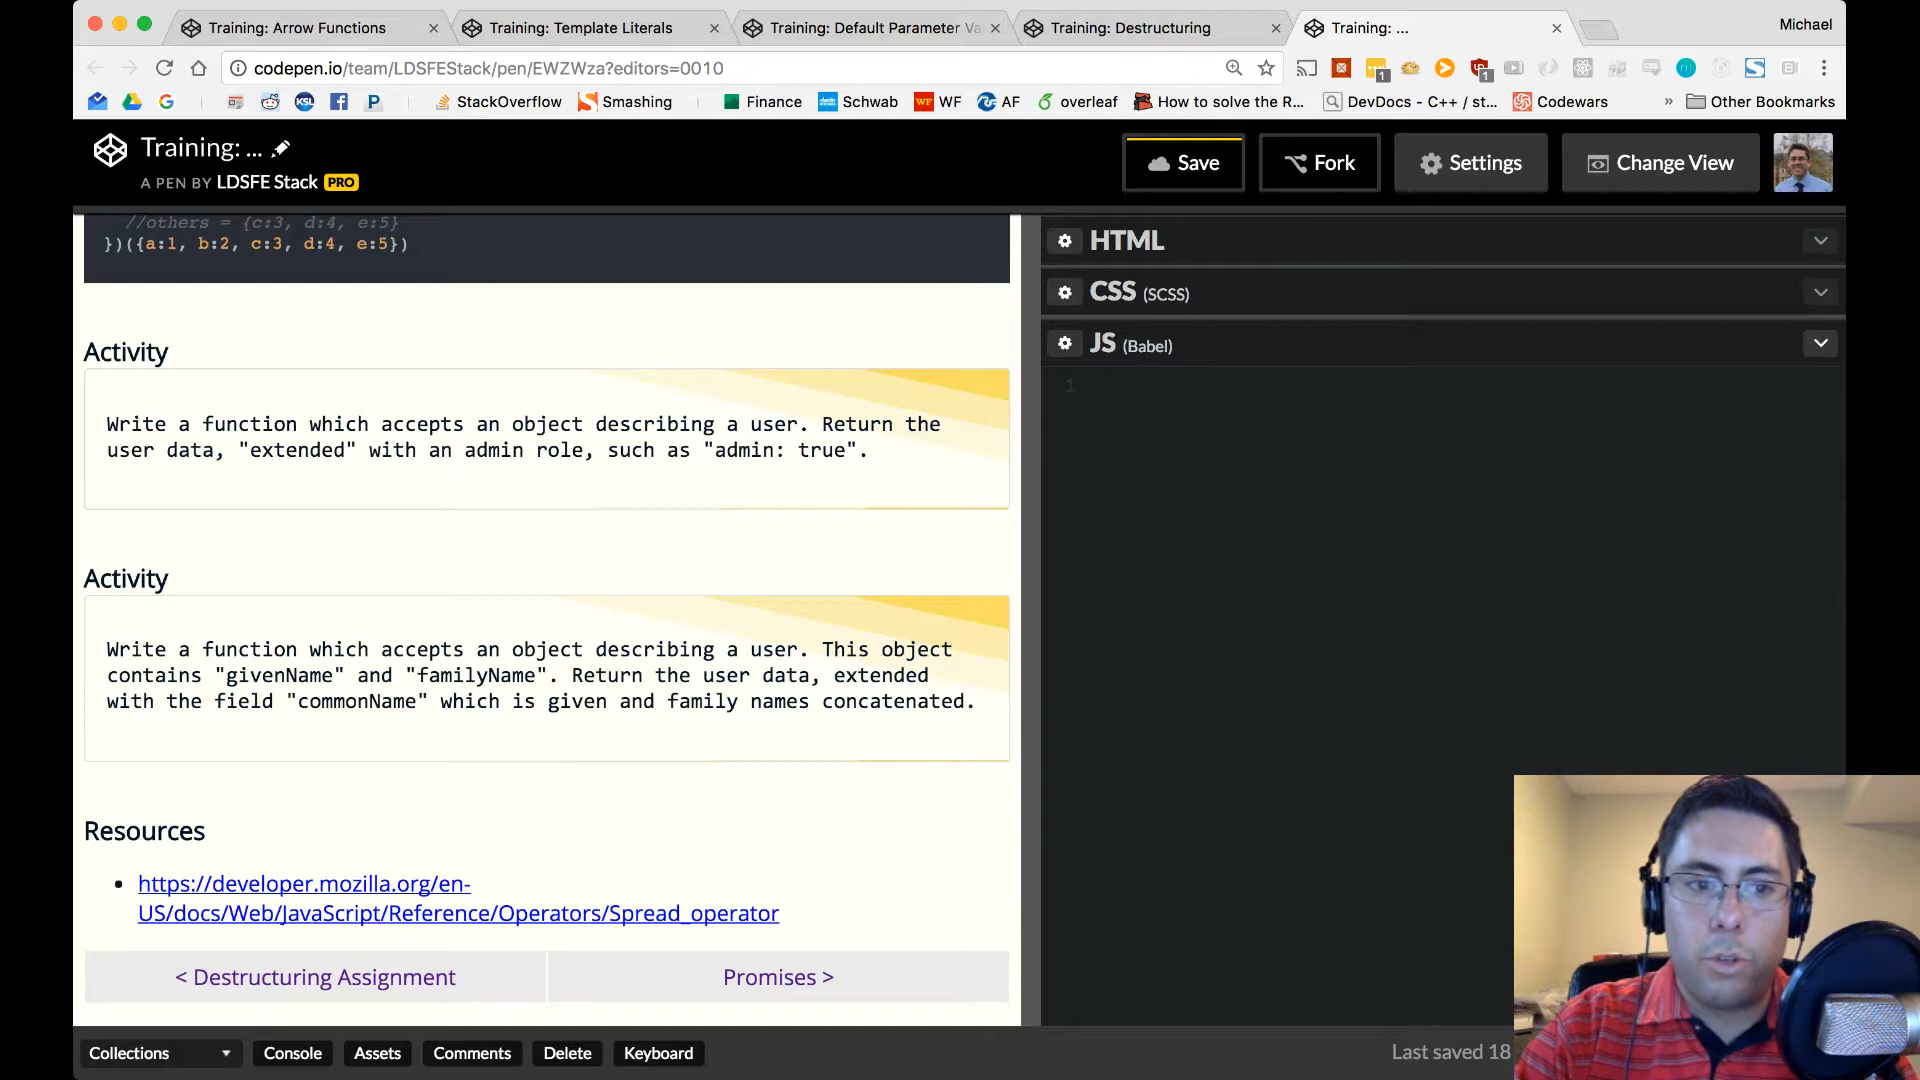 Training: Arrow Functions
Training: Template Literals
Training: Default Parameter Va
Training: Destructuring
Training: ...
Michael
codepen.io/team/LDSFEStack/pen/EWZWza?editors=0010
1
1
StackOverflow
Smashing
Finance
Schwab
WF WF
AF
overleaf
How to solve the R...
DevDocs - C++ / st...
Codewars
»
Other Bookmarks
Training: ...
A PEN BY LDSFE Stack PRO
Save
Fork
Settings
Change View
//others = {c:3, d:4, e:5}
})({a:1, b:2, c:3, d:4, e:5})
HTML
CSS (SCSS)
JS (Babel)
1
Activity
Write a function which accepts an object describing a user. Return the
user data, "extended" with an admin role, such as "admin: true".
Activity
Write a function which accepts an object describing a user. This object
contains "givenName" and "familyName". Return the user data, extended
with the field "commonName" which is given and family names concatenated.
Resources
https://developer.mozilla.org/en-
US/docs/Web/JavaScript/Reference/Operators/Spread_operator
< Destructuring Assignment
Promises >
Collections
Console
Assets
Comments
Delete
Keyboard
Last saved 18